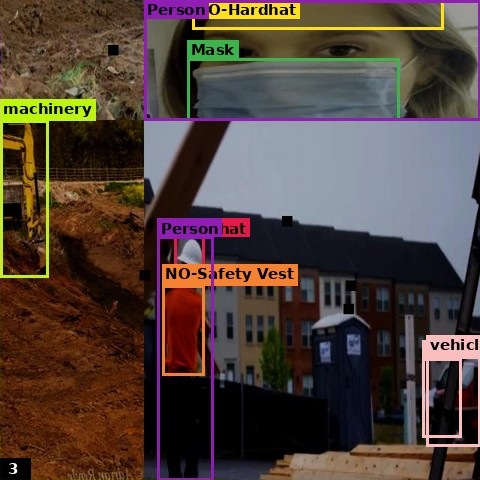 Person
O-Hardhat
Mask
machinery
Person
hat
NO-Safety Vest
vehicl
3